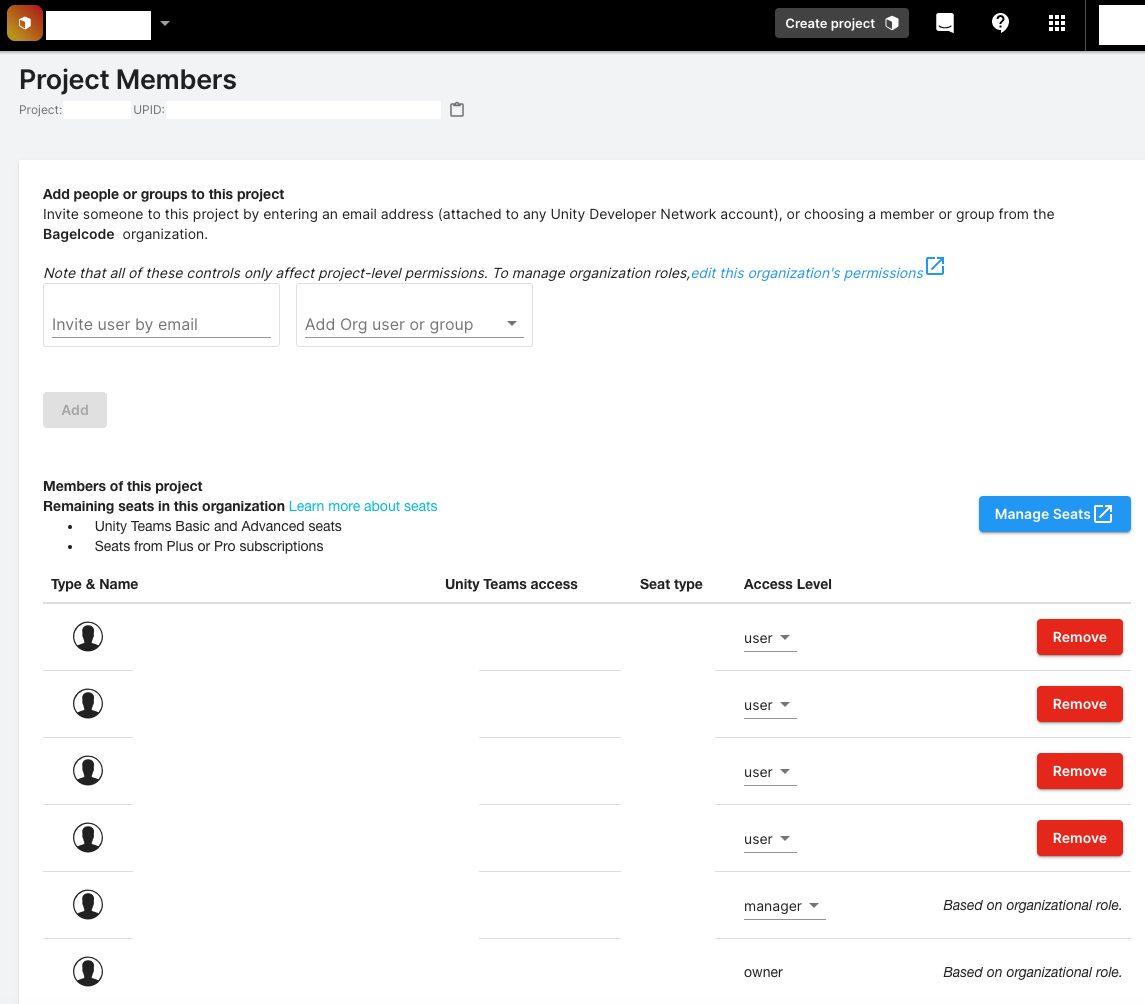 Create project
Project Members
Project: UPID:
Add people or groups to this project
Invite someone to this project by entering an email address (attached to any Unity Developer Network account), or choosing a member or group from the
Bagelcode organization.
Note that all of these controls only affect project-level permissions. To manage organization roles,edit this organization's permissions
Invite user by email Add Org user or group
Add
Members of this project
Remaining seats in this organization Learn more about seats
• Unity Teams Basic and Advanced seats
• Seats from Plus or Pro subscriptions
Manage Seats
Type & Name Unity Teams access Seat type Access Level
user Remove
user Remove
user Remove
user Remove
manager Based on organizational role.
owner Based on organizational role.